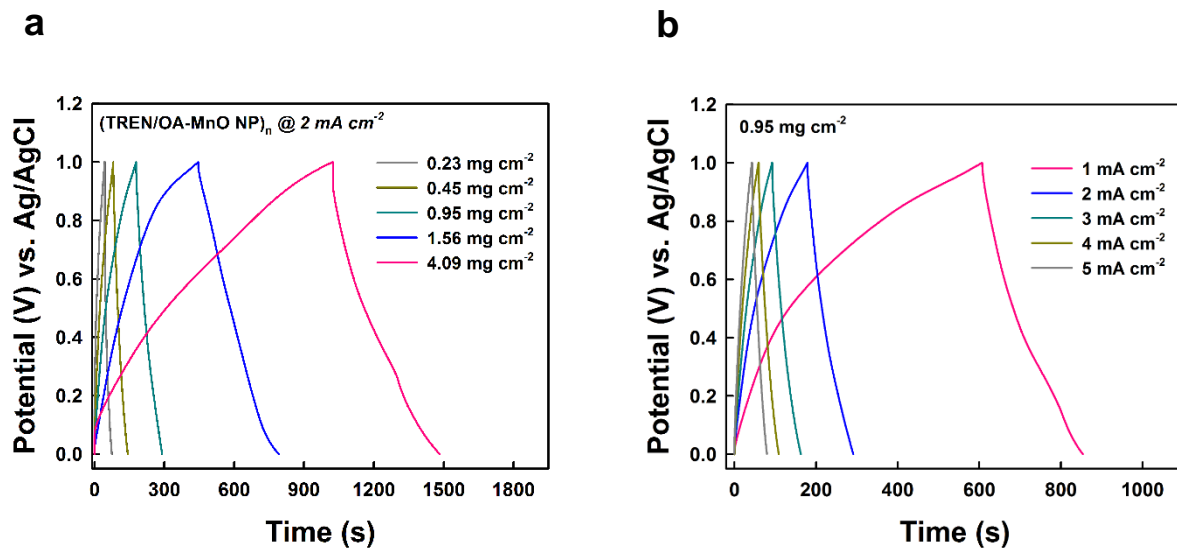 a
1.2
1.0
0.8
0.6
0.4
0.2
0.0
Potential (V) vs. Ag/AgCl
(TREN/OA-MnO NP)n @ 2 mA cm-2
0.23 mg cm-2
0.45 mg cm-2
0.95 mg cm-2
1.56 mg cm-2
4.09 mg cm-2
0 300 600 900 1200 1500 1800
Time (s)
b
1.2
1.0
0.8
0.6
0.4
0.2
0.0
Potential (V) vs. Ag/AgCl
0.95 mg cm-2
1 mA cm-2
2 mA cm-2
3 mA cm-2
4 mA cm-2
5 mA cm-2
0 200 400 600 800 1000
Time (s)